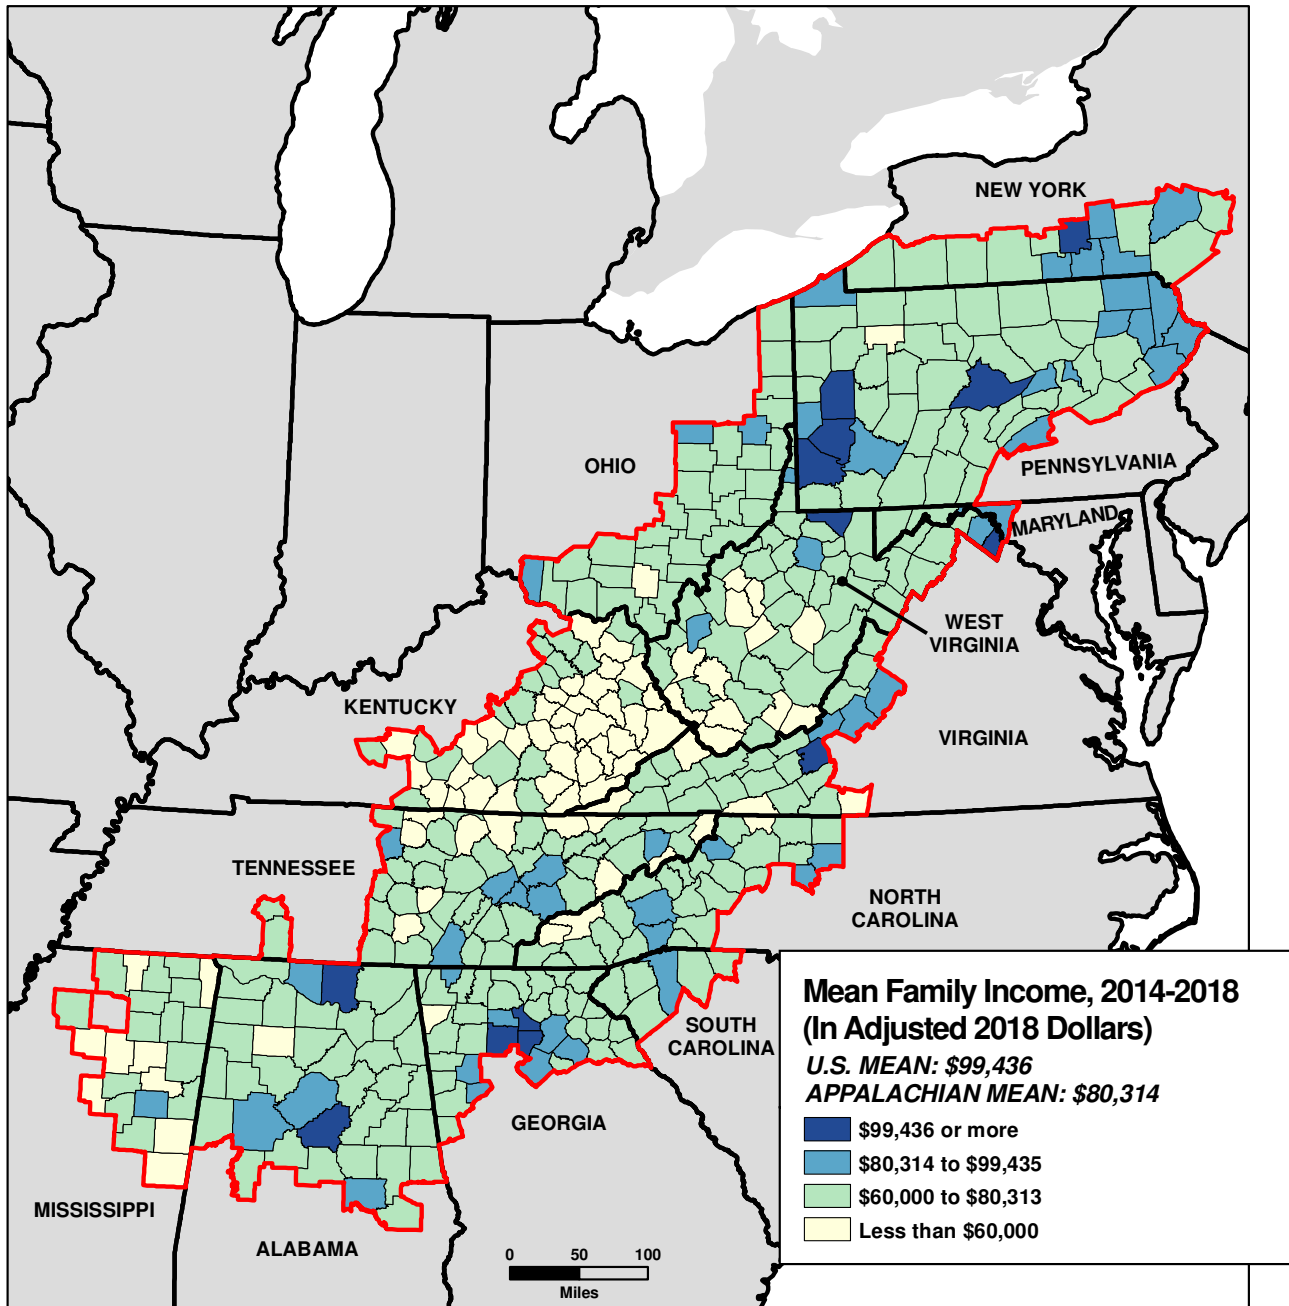 NEW YORK
OHIO
PENNSYLVANIA
MARYLAND
WEST
VIRGINIA
KENTUCKY
VIRGINIA
TENNESSEE
NORTH
CAROLINA
SOUTH
CAROLINA
GEORGIA
MISSISSIPPI
ALABAMA
0 50 100
Miles
Mean Family Income, 2014-2018
(In Adjusted 2018 Dollars)
U.S. MEAN: $99,436
APPALACHIAN MEAN: $80,314
$99,436 or more
$80,314 to $99,435
$60,000 to $80,313
Less than $60,000